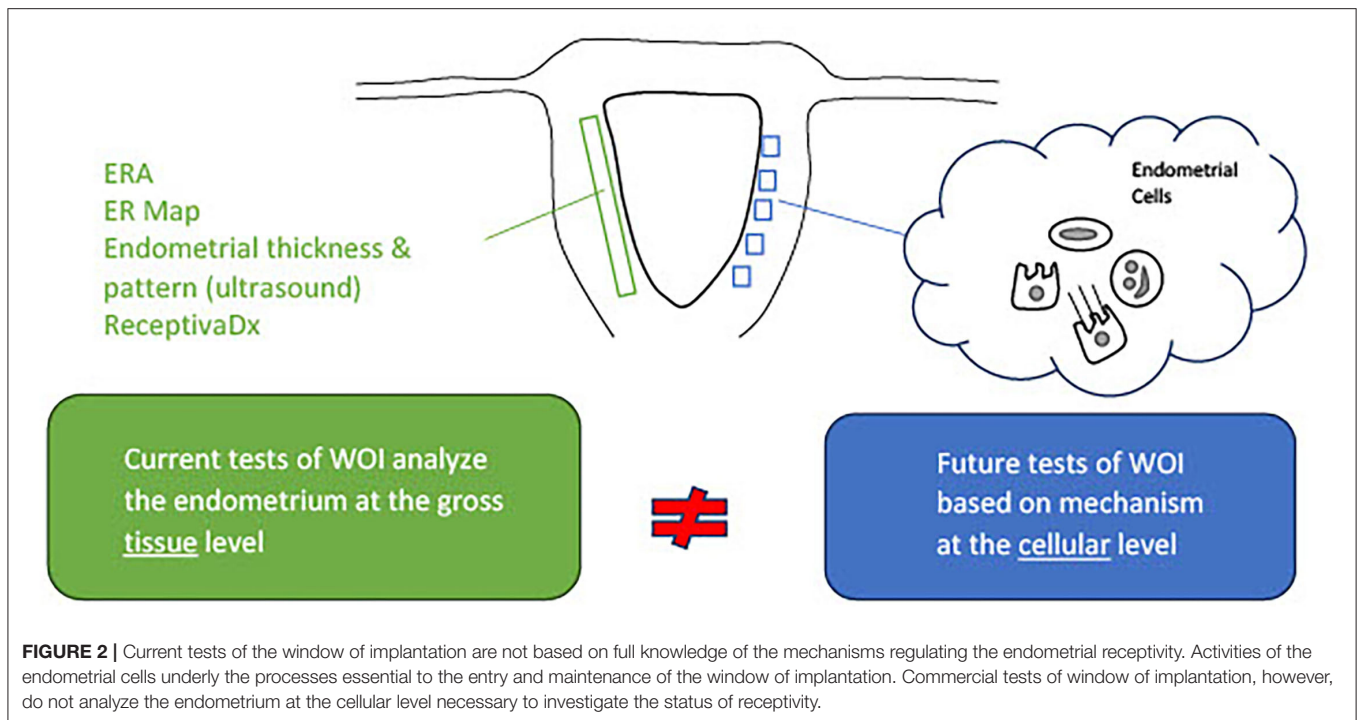 ERA
ER Map
Endometrial thickness &
pattern (ultrasound)
ReceptivaDx
Endometrial
Cells
Current tests of WOI analyze
the endometrium at the gross
tissue level
Future tests of WOI
based on mechanism
at the cellular level
FIGURE 2 | Current tests of the window of implantation are not based on full knowledge of the mechanisms regulating the endometrial receptivity. Activities of the
endometrial cells underly the processes essential to the entry and maintenance of the window of implantation. Commercial tests of window of implantation, however,
do not analyze the endometrium at the cellular level necessary to investigate the status of receptivity.